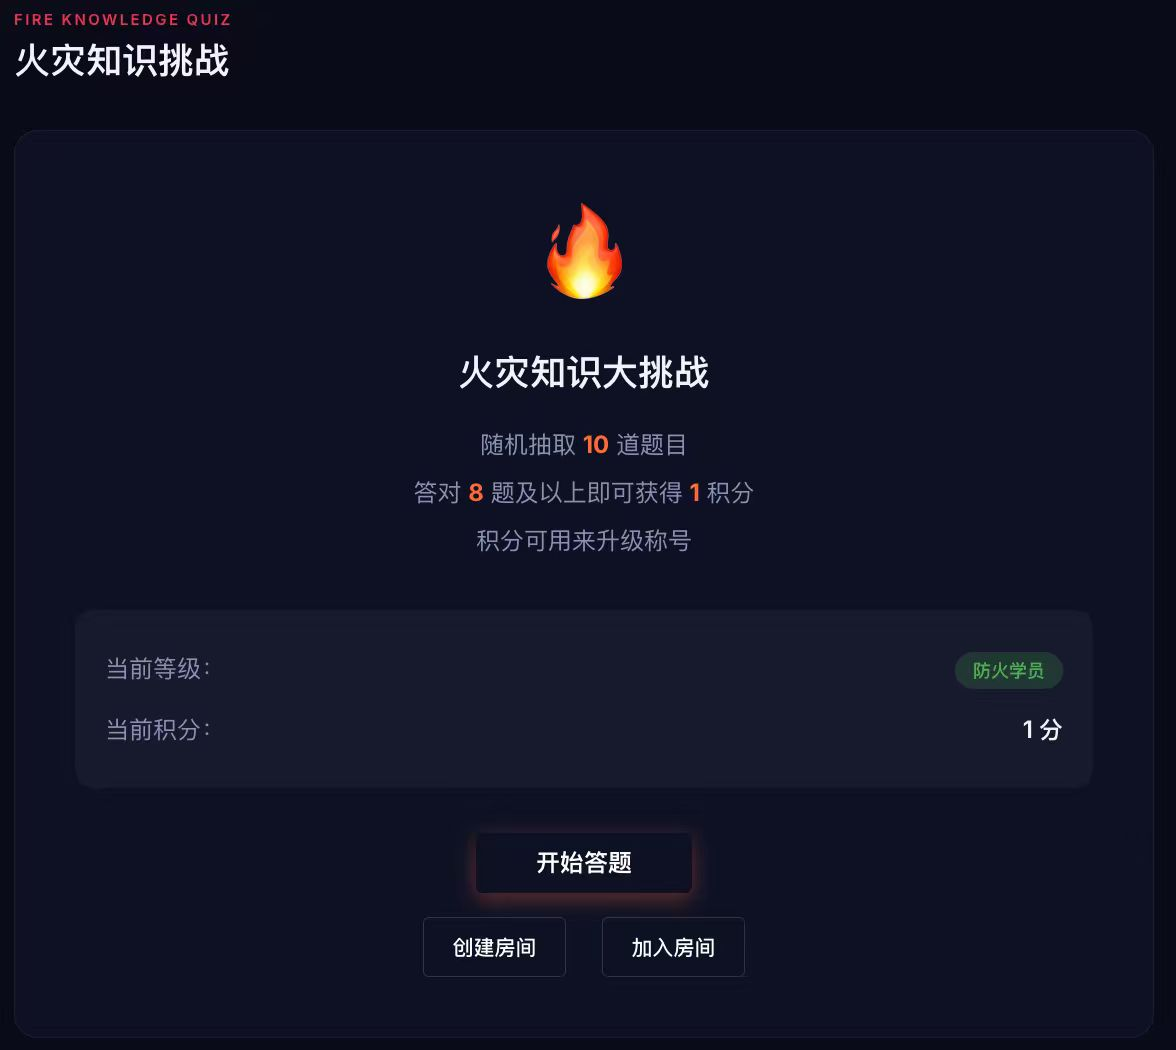 FIRE KNOWLEDGE QUIZ
火灾知识挑战
火灾知识大挑战
随机抽取 10 道题目
答对 8 题及以上即可获得 1 积分
积分可用来升级称号
当前等级：
防火学员
当前积分：
1 分
开始答题
创建房间
加入房间